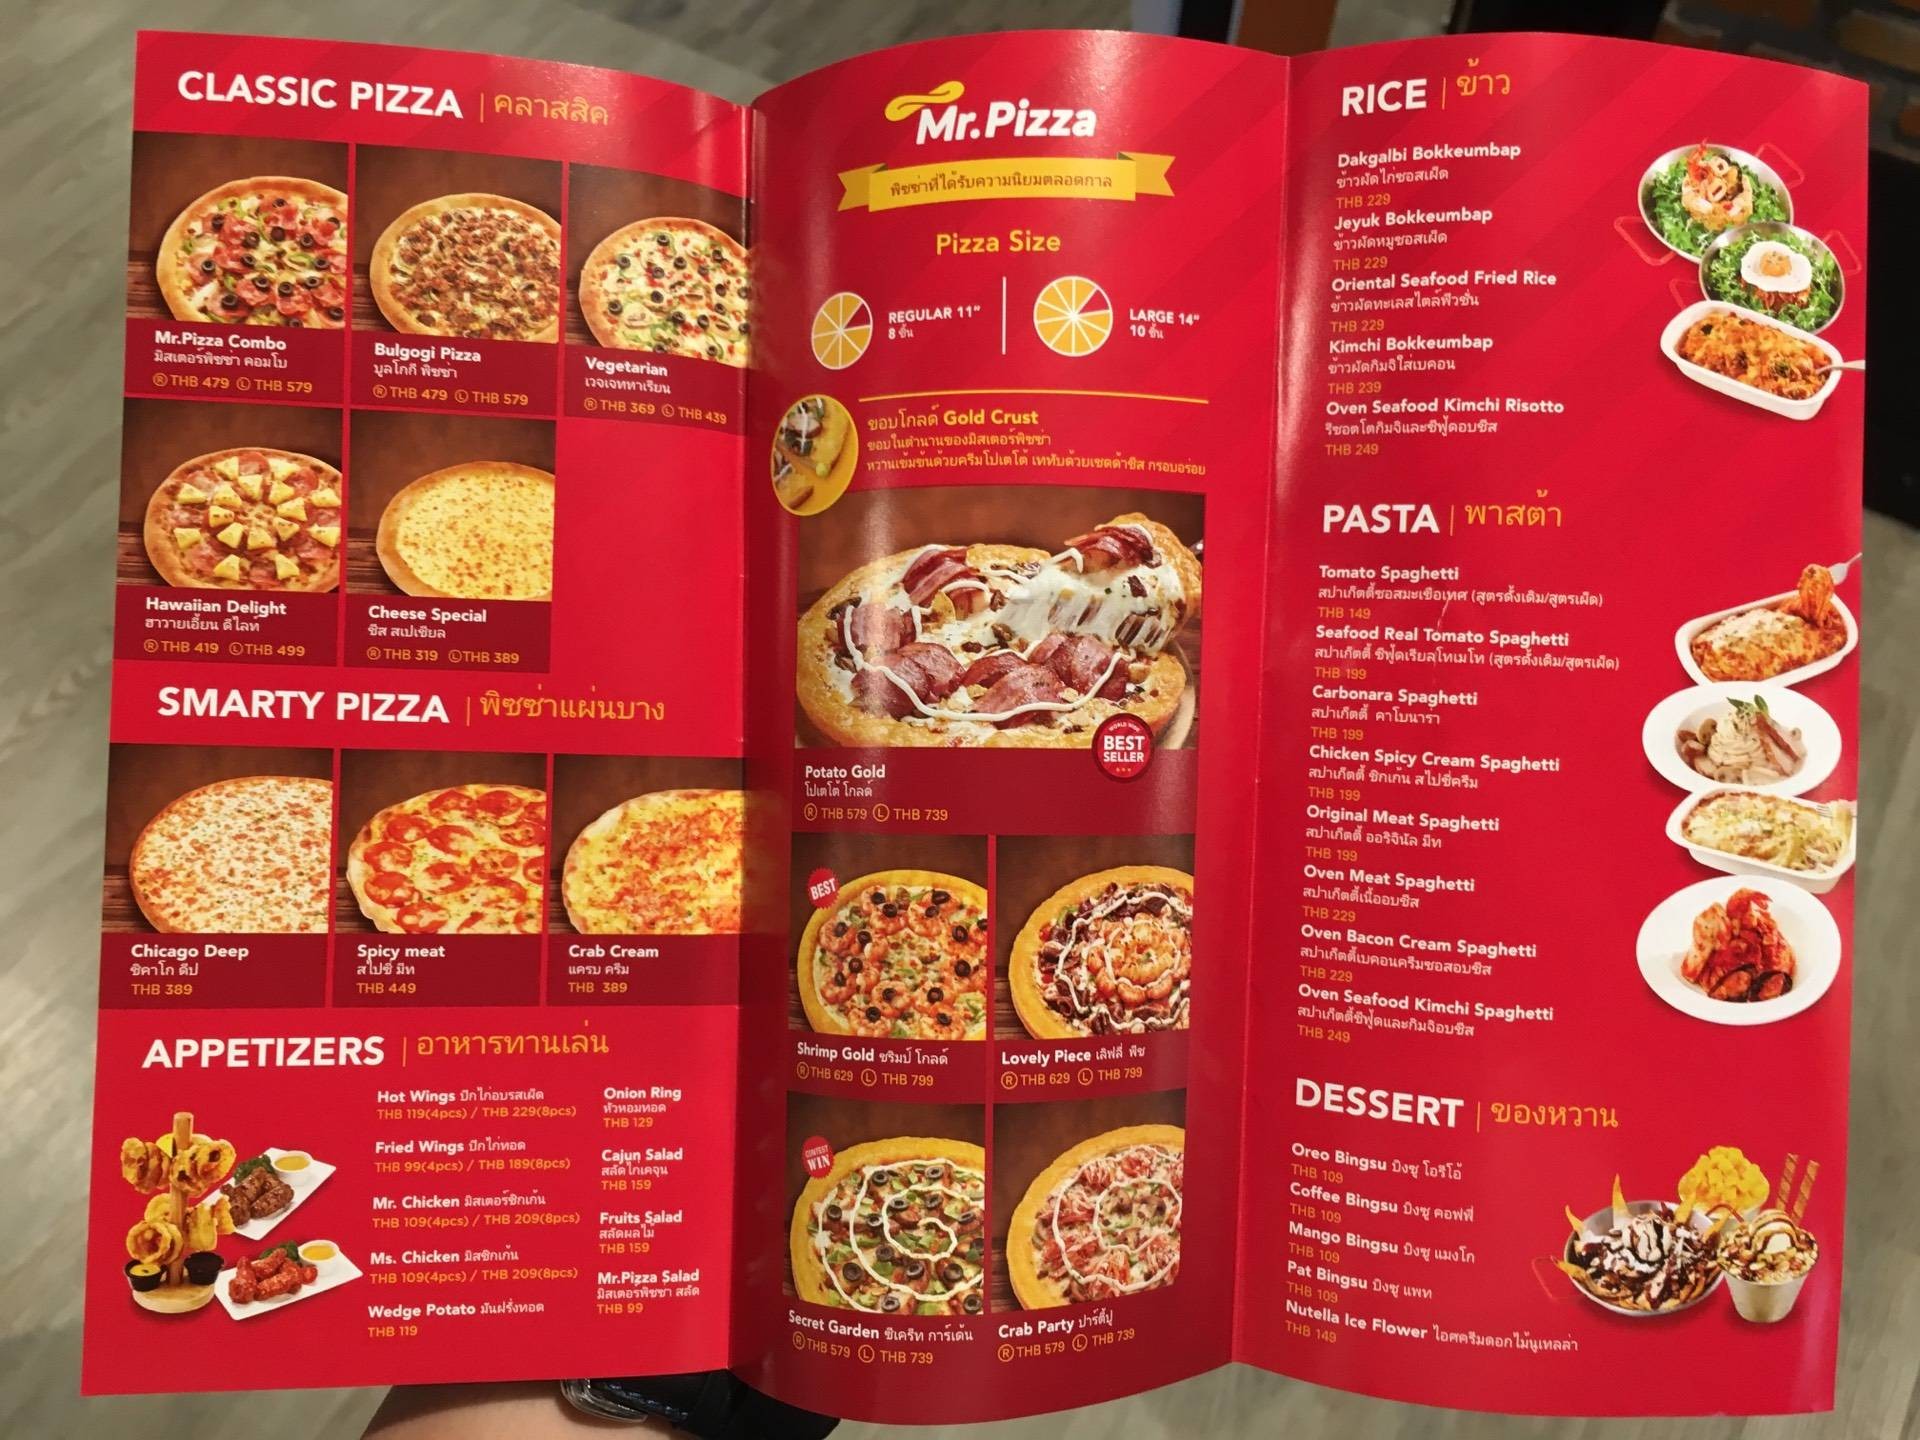 CLASSIC PIZZA | คลาสสิค
Mr.Pizza Combo
มิสเตอร์พิซซ่า คอมโบ
Ⓡ THB 479 Ⓛ THB 579
Bulgogi Pizza
บูลโกกี พิซซ่า
Ⓡ THB 479 Ⓛ THB 579
Vegetarian
เวจเจททาเรียน
Ⓡ THB 369 Ⓛ THB 439
Hawaiian Delight
ฮาวายเอี้ยน ดีไลท์
Ⓡ THB 419 Ⓛ THB 499
Cheese Special
ชีส สเปเชียล
Ⓡ THB 319 Ⓛ THB 389
SMARTY PIZZA | พิซซ่าแผ่นบาง
Chicago Deep
ชิคาโก ดีป
THB 389
Spicy meat
สไปซี่ มีท
THB 449
Crab Cream
แครบ ครีม
THB 389
APPETIZERS | อาหารทานเล่น
Hot Wings ปีกไก่อบรสเผ็ด
THB 119(4pcs) / THB 229(8pcs)
Fried Wings ปีกไก่ทอด
THB 99(4pcs) / THB 189(8pcs)
Mr. Chicken มิสเตอร์ชิกเก้น
THB 109(4pcs) / THB 209(8pcs)
Ms. Chicken มิสชิกเก้น
THB 109(4pcs) / THB 209(8pcs)
Wedge Potato มันฝรั่งทอด
THB 119
Onion Ring
หัวหอมทอด
THB 129
Cajun Salad
สลัดไก่เคจุน
THB 159
Fruits Salad
สลัดผลไม้
THB 159
Mr.Pizza Salad
มิสเตอร์พิซซ่า สลัด
THB 99
Mr.Pizza
พิซซ่าที่ได้รับความนิยมตลอดกาล
Pizza Size
REGULAR 11"
8 ชิ้น
LARGE 14"
10 ชิ้น
ขอบโกลด์ Gold Crust
ขอบในตำนานของมิสเตอร์พิซซ่า
หวานเข้มข้นด้วยครีมโปเตโต้ เททับด้วยเชดด้าชีส กรอบอร่อย
WORLD WIDE
BEST
SELLER
Potato Gold
โปเตโต้ โกลด์
Ⓡ THB 579 Ⓛ THB 739
BEST
Shrimp Gold ชริมป์ โกลด์
Ⓡ THB 629 Ⓛ THB 799
Lovely Piece เลิฟลี่ พีช
Ⓡ THB 629 Ⓛ THB 799
CONTEST
WIN
Secret Garden ซีเคร็ท การ์เด้น
Ⓡ THB 579 Ⓛ THB 739
Crab Party ปาร์ตี้ปู
Ⓡ THB 579 Ⓛ THB 739
RICE | ข้าว
Dakgalbi Bokkeumbap
ข้าวผัดไก่ซอสเผ็ด
THB 229
Jeyuk Bokkeumbap
ข้าวผัดหมูซอสเผ็ด
THB 229
Oriental Seafood Fried Rice
ข้าวผัดทะเลสไตล์ฟิวชั่น
THB 229
Kimchi Bokkeumbap
ข้าวผัดกิมจิใส่เบคอน
THB 239
Oven Seafood Kimchi Risotto
ริซอตโตกิมจิและซีฟู้ดอบชีส
THB 249
PASTA | พาสต้า
Tomato Spaghetti
สปาเก็ตตี้ซอสมะเขือเทศ (สูตรดั้งเดิม/สูตรเผ็ด)
THB 149
Seafood Real Tomato Spaghetti
สปาเก็ตตี้ ซีฟู้ดเรียลโทเมโท (สูตรดั้งเดิม/สูตรเผ็ด)
THB 199
Carbonara Spaghetti
สปาเก็ตตี้ คาโบนาร่า
THB 199
Chicken Spicy Cream Spaghetti
สปาเก็ตตี้ ชิกเก้น สไปซี่ครีม
THB 199
Original Meat Spaghetti
สปาเก็ตตี้ ออริจินัล มีท
THB 199
Oven Meat Spaghetti
สปาเก็ตตี้เนื้ออบชีส
THB 229
Oven Bacon Cream Spaghetti
สปาเก็ตตี้เบคอนครีมซอสอบชีส
THB 229
Oven Seafood Kimchi Spaghetti
สปาเก็ตตี้ซีฟู้ดและกิมจิอบชีส
THB 249
DESSERT | ของหวาน
Oreo Bingsu บิงซู โอรีโอ้
THB 109
Coffee Bingsu บิงซู คอฟฟี่
THB 109
Mango Bingsu บิงซู แมงโก
THB 109
Pat Bingsu บิงซู แพท
THB 109
Nutella Ice Flower ไอศครีมดอกไม้นูเทลล่า
THB 149